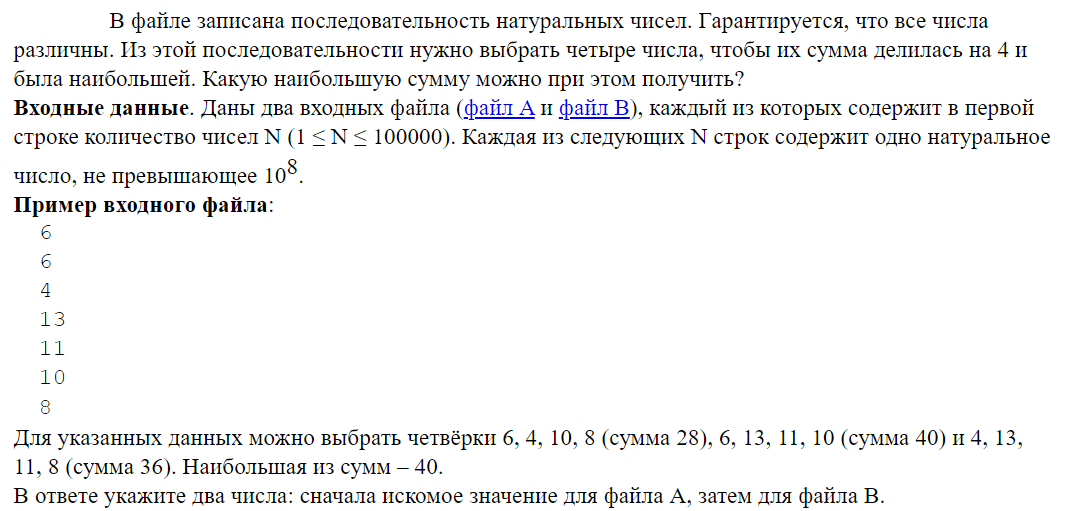 В файле записана последовательность натуральных чисел. Гарантируется, что все числа
различны. Из этой последовательности нужно выбрать четыре числа, чтобы их сумма делилась на 4 и
была наибольшей. Какую наибольшую сумму можно при этом получить?
Входные данные. Даны два входных файла (файл A и файл B), каждый из которых содержит в первой
строке количество чисел N (1 ≤ N ≤ 100000). Каждая из следующих N строк содержит одно натуральное
число, не превышающее 10⁸.
Пример входного файла:
6
6
4
13
11
10
8
Для указанных данных можно выбрать четвёрки 6, 4, 10, 8 (сумма 28), 6, 13, 11, 10 (сумма 40) и 4, 13,
11, 8 (сумма 36). Наибольшая из сумм – 40.
В ответе укажите два числа: сначала искомое значение для файла А, затем для файла B.